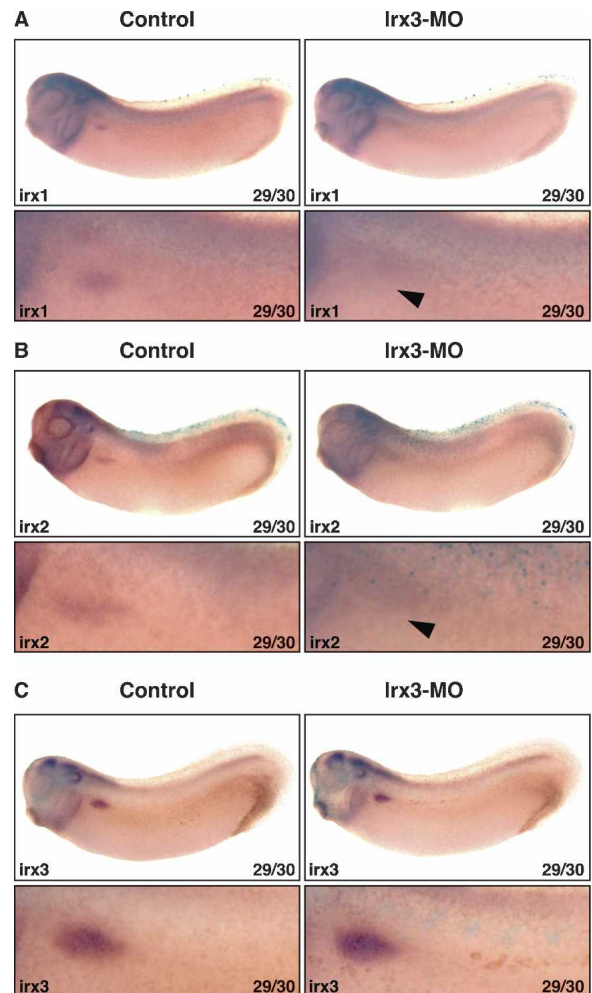 A Control Irx3-MO
irx1 29/30 irx1 29/30
irx1 29/30 irx1 29/30
B Control Irx3-MO
irx2 29/30 irx2 29/30
irx2 29/30 irx2 29/30
C Control Irx3-MO
irx3 29/30 irx3 29/30
irx3 29/30 irx3 29/30